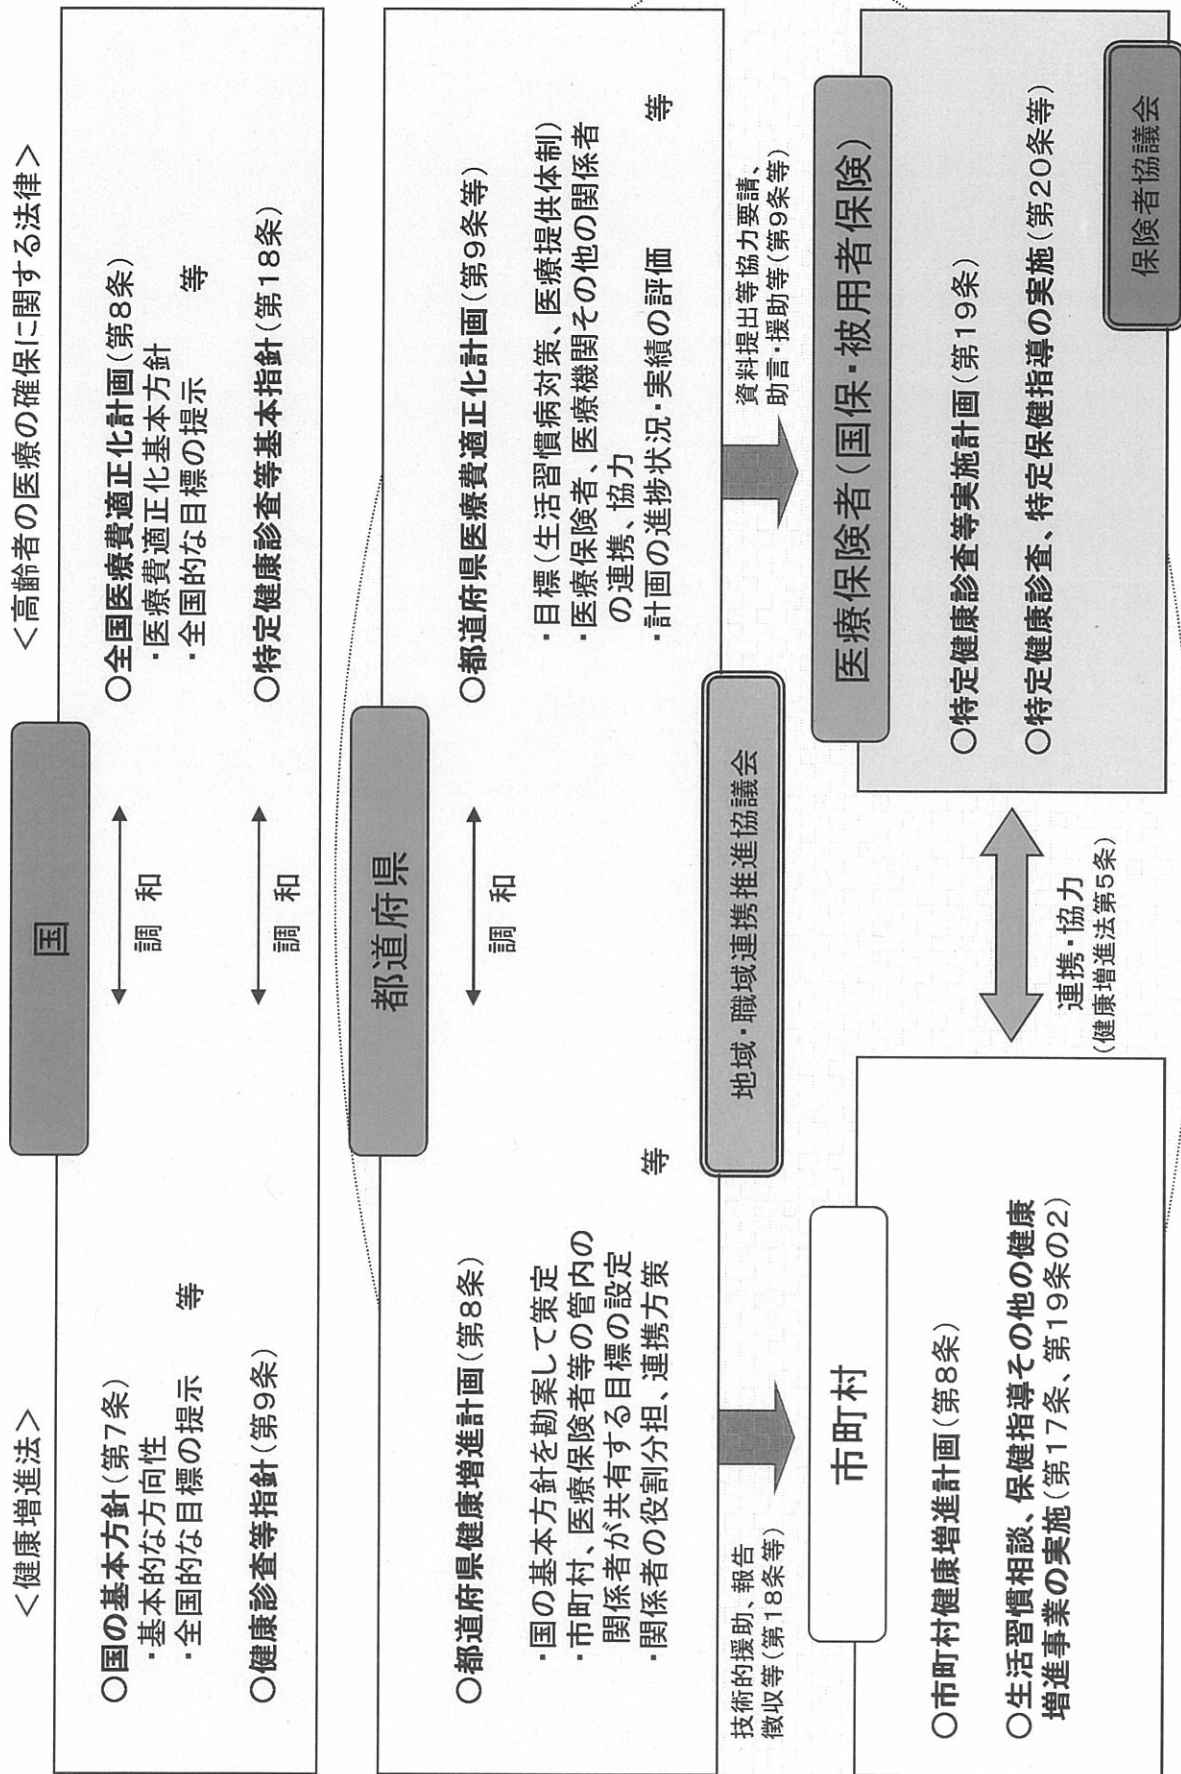 ＜健康増進法＞
＜高齢者の医療の確保に関する法律＞
国
○国の基本方針(第7条)
・基本的な方向性
・全国的な目標の提示　等
○健康診査等指針(第9条)
調 和
調 和
○全国医療費適正化計画(第8条)
・医療費適正化基本方針
・全国的な目標の提示　等
○特定健康診査等基本指針(第18条)
都道府県
○都道府県健康増進計画(第8条)
・国の基本方針を勘案して策定
・市町村、医療保険者等の管内の
関係者が共有する目標の設定
・関係者の役割分担、連携方策　等
調 和
○都道府県医療費適正化計画(第9条等)
・目標(生活習慣病対策、医療提供体制)
・医療保険者、医療機関その他の関係者
の連携、協力
・計画の進捗状況・実績の評価　等
地域・職域連携推進協議会
技術的援助、報告
徴収等(第18条等)
資料提出等協力要請、
助言・援助等(第9条等)
市町村
○市町村健康増進計画(第8条)
○生活習慣相談、保健指導その他の健康
増進事業の実施(第17条、第19条の2)
連携・協力
(健康増進法第5条)
医療保険者(国保・被用者保険)
○特定健康診査等実施計画(第19条)
○特定健康診査、特定保健指導の実施(第20条等)
保険者協議会